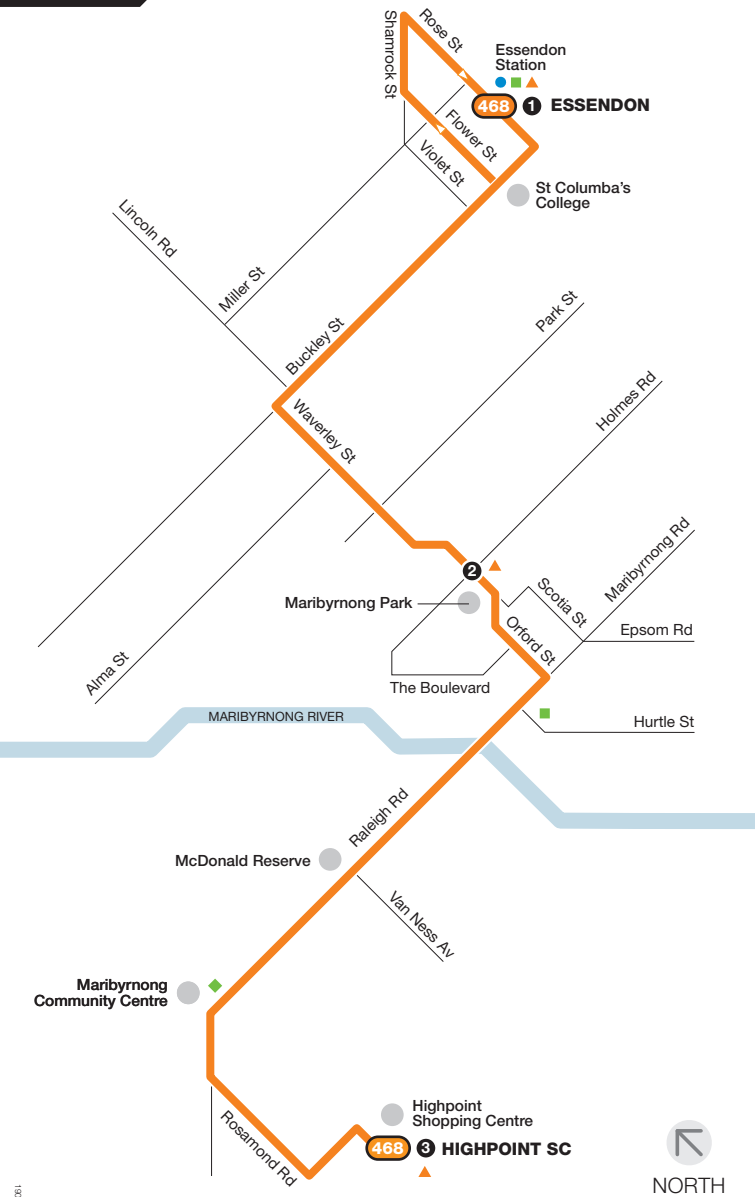 Shamrock St
Rose St
Essendon
Station
468 1 ESSENDON
Flower St
Violet St
St Columba's
College
Lincoln Rd
Miller St
Buckley St
Park St
Holmes Rd
Waverley St
Maribyrnong Rd
2
Scotia St
Maribyrnong Park
Epsom Rd
Orford St
Alma St
The Boulevard
MARIBYRNONG RIVER
Hurtle St
Raleigh Rd
McDonald Reserve
Van Ness Av
Maribyrnong
Community Centre
Highpoint
Shopping Centre
Rosamond Rd
468 3 HIGHPOINT SC
NORTH